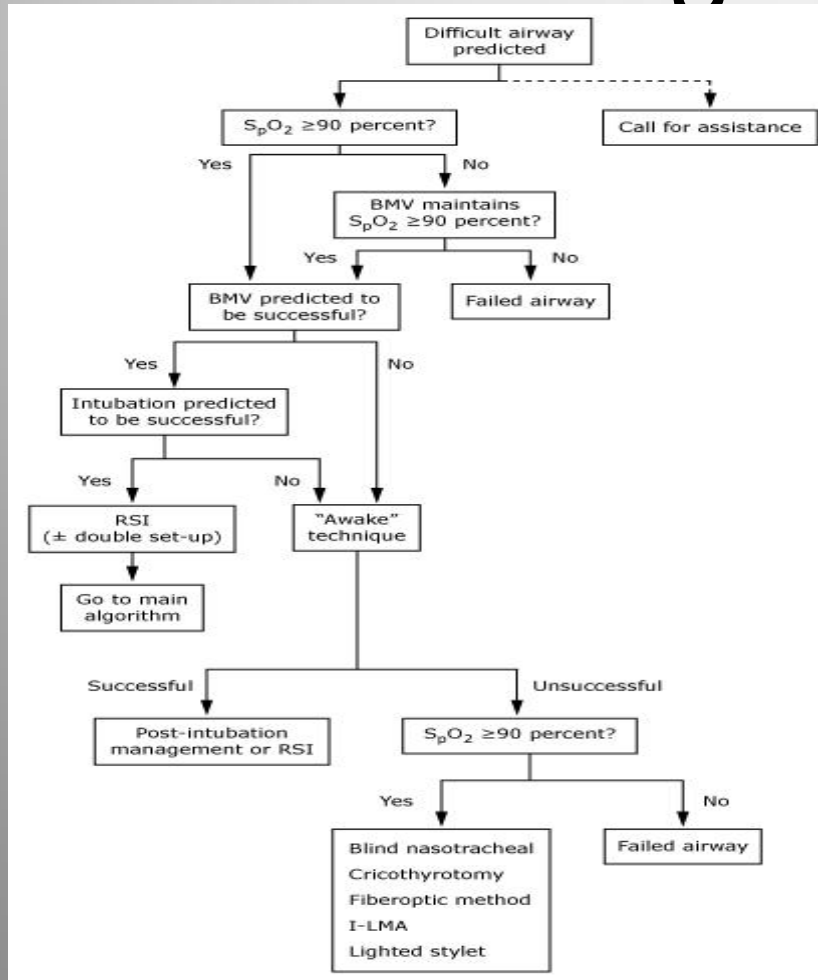 Difficult airway
predicted
SpO2 ≥90 percent?
Call for assistance
Yes
No
BMV maintains
SpO2 ≥90 percent?
Yes
No
BMV predicted to
be successful?
Failed airway
Yes
No
Intubation predicted
to be successful?
Yes
No
RSI
(± double set-up)
"Awake"
technique
Go to main
algorithm
Successful
Unsuccessful
Post-intubation
management or RSI
SpO2 ≥90 percent?
Yes
No
Blind nasotracheal
Cricothyrotomy
Fiberoptic method
I-LMA
Lighted stylet
Failed airway